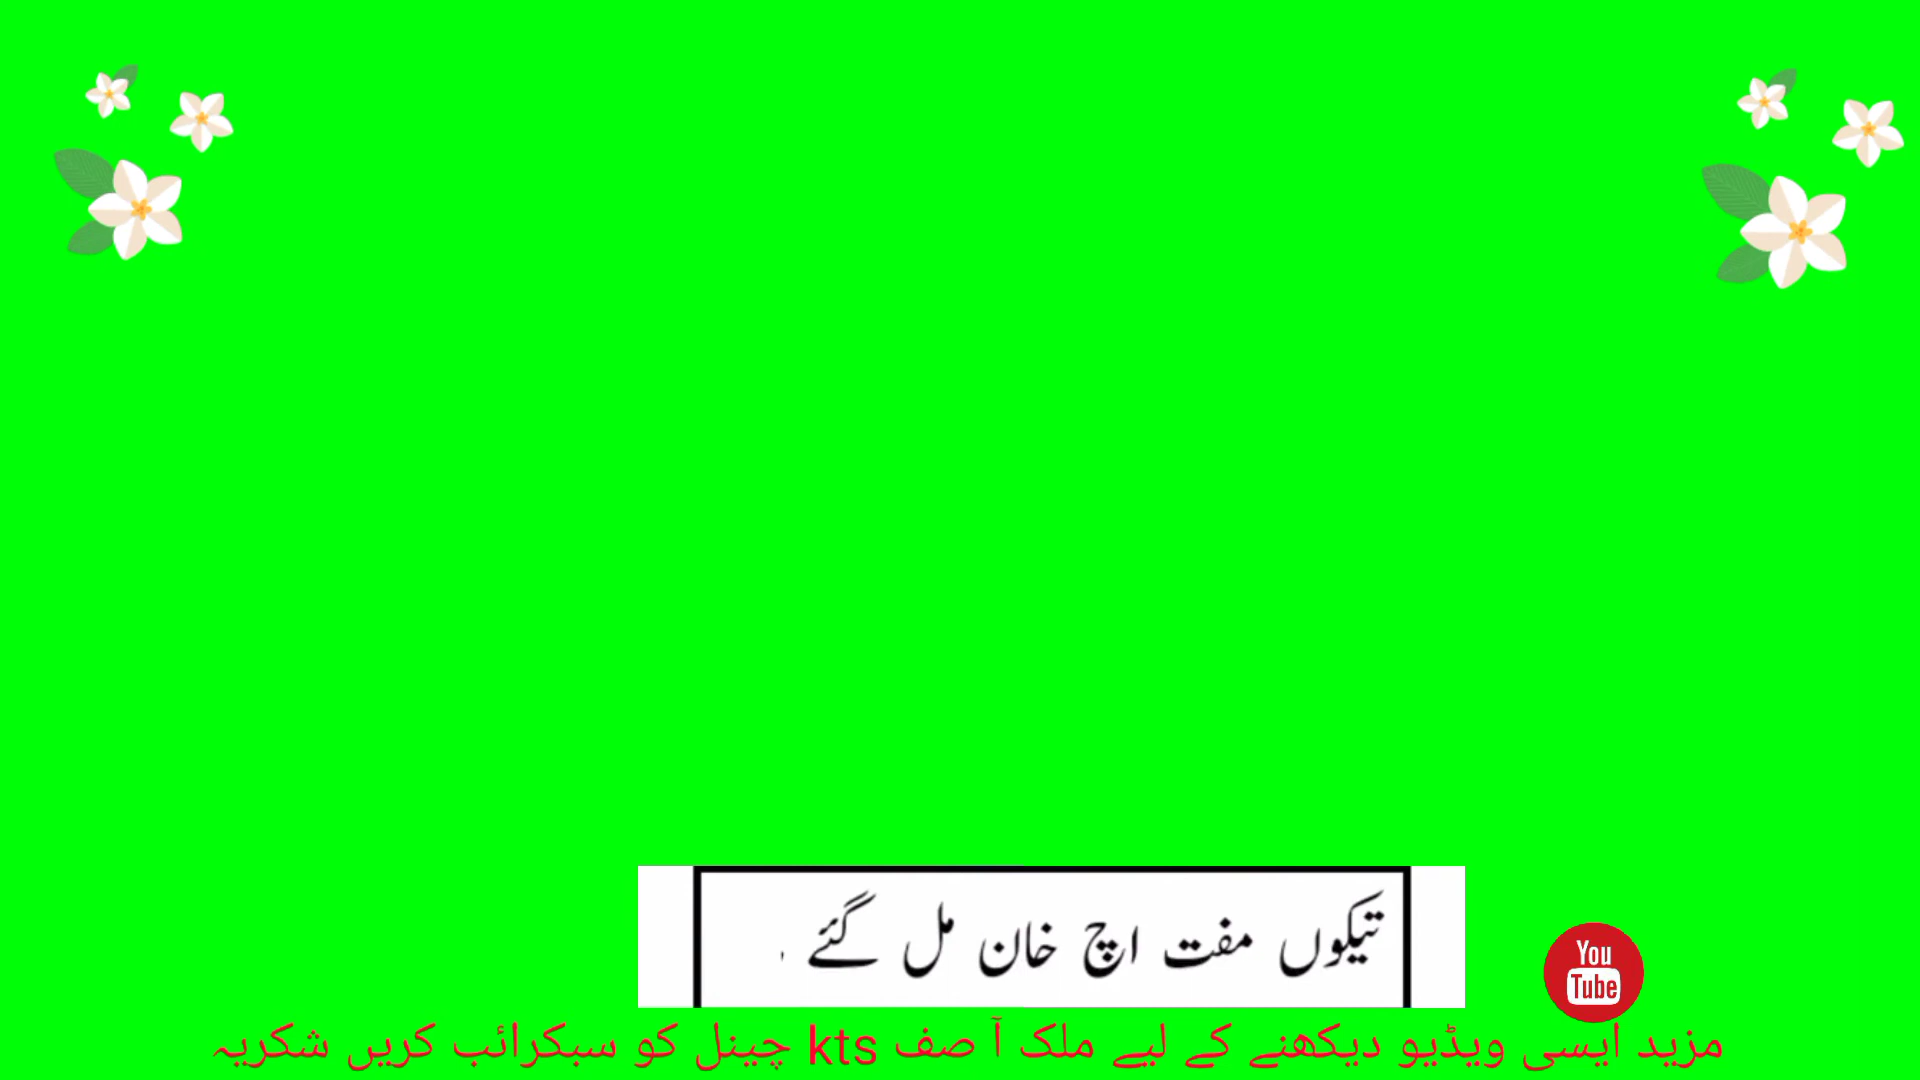 تیکوں مفت اچ خان مل گئے
You
Tube
مزید ایسی ویڈیو دیکھنے کے لیے ملک آ صف kts چینل کو سبکرائب کریں شکریہ